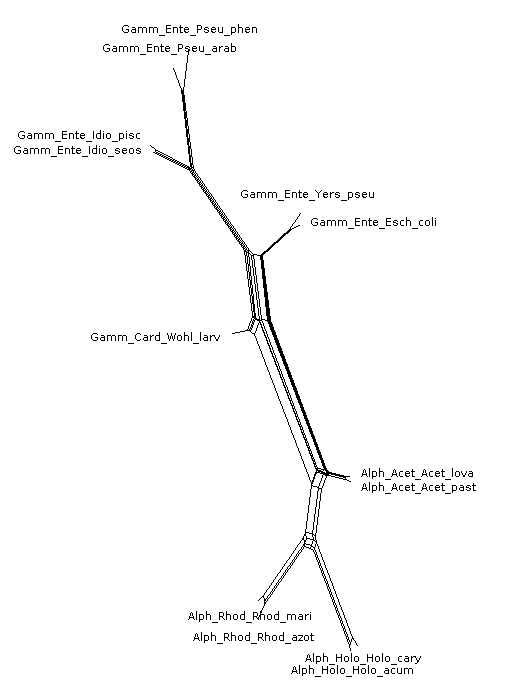 Gamm_Ente_Pseu_phen
Gamm_Ente_Pseu_arab
Gamm_Ente_Idio_pisc
Gamm_Ente_Idio_seos
Gamm_Ente_Yers_pseu
Gamm_Ente_Esch_coli
Gamm_Card_Wohl_larv
Alph_Acet_Acet_lova
Alph_Acet_Acet_past
Alph_Rhod_Rhod_mari
Alph_Rhod_Rhod_azot
Alph_Holo_Holo_cary
Alph_Holo_Holo_acum